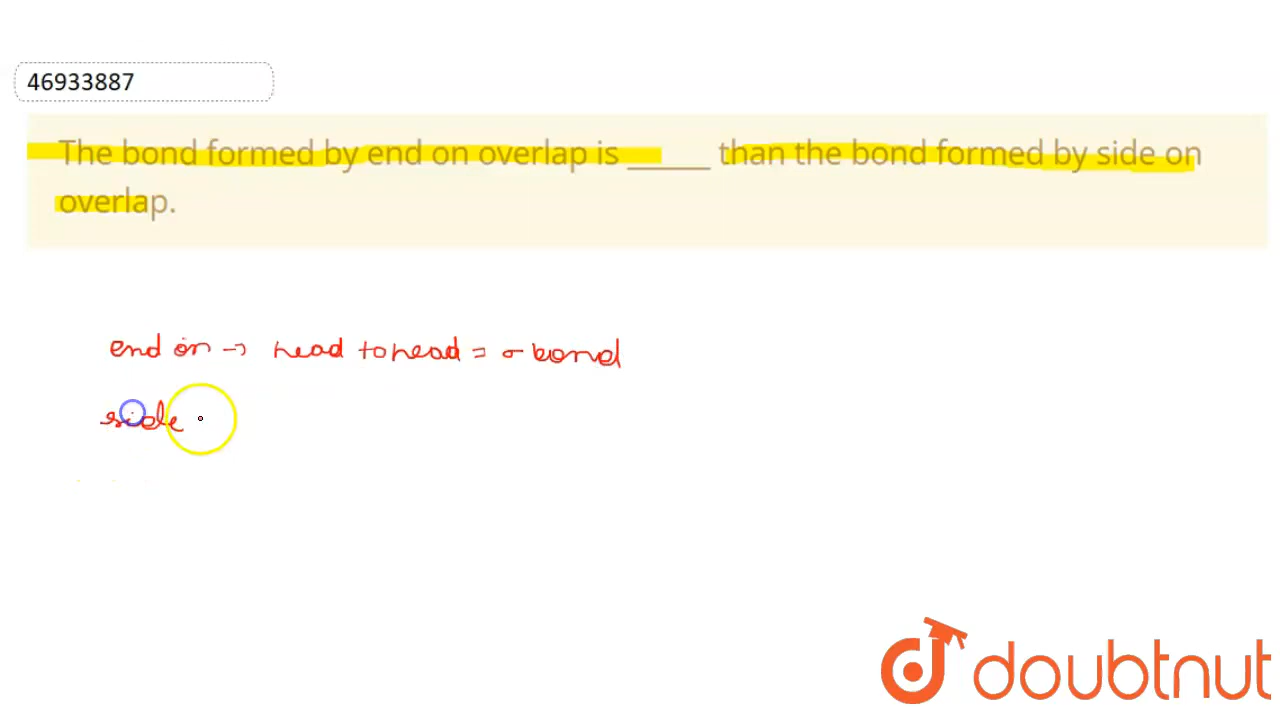 46933887
The bond formed by end on overlap is ______ than the bond formed by side on
overlap.
end on → head to head = σ bond
side
doubtnut